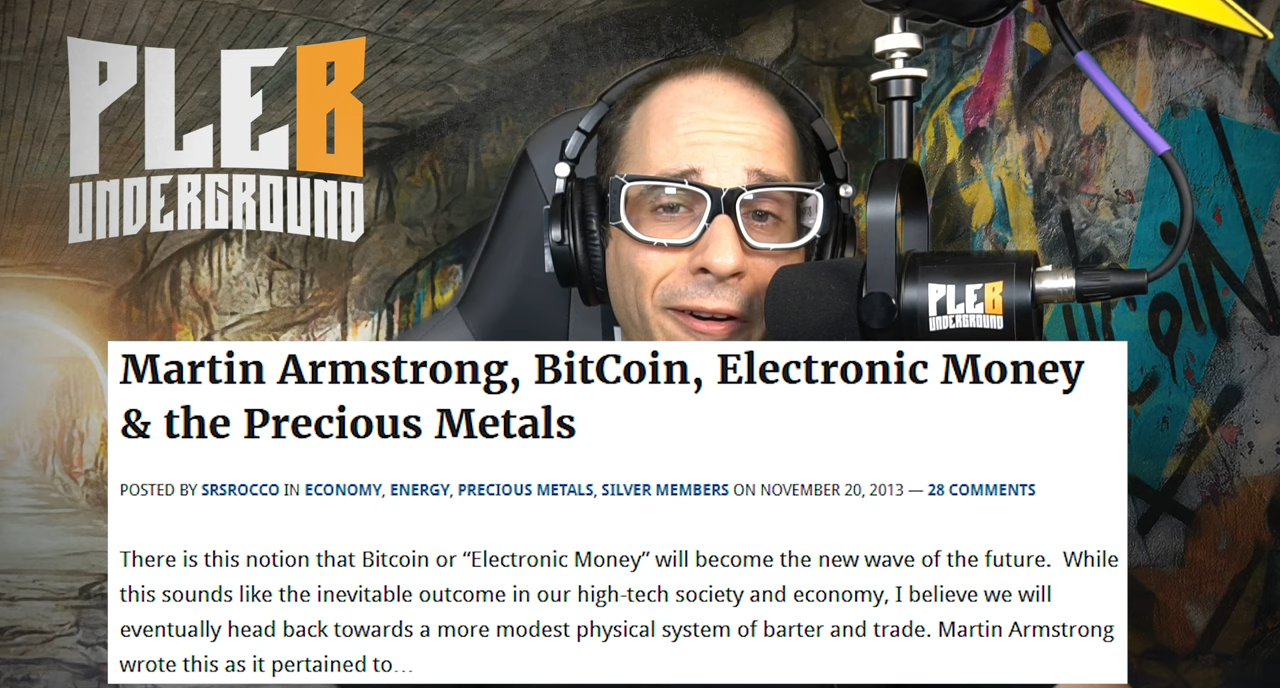 PLEB
UNDERGROUND
PLEB
UNDERGROUND
Martin Armstrong, BitCoin, Electronic Money
& the Precious Metals
POSTED BY SRSROCCO IN ECONOMY, ENERGY, PRECIOUS METALS, SILVER MEMBERS ON NOVEMBER 20, 2013 — 28 COMMENTS
There is this notion that Bitcoin or “Electronic Money” will become the new wave of the future.  While
this sounds like the inevitable outcome in our high-tech society and economy, I believe we will
eventually head back towards a more modest physical system of barter and trade. Martin Armstrong
wrote this as it pertained to…